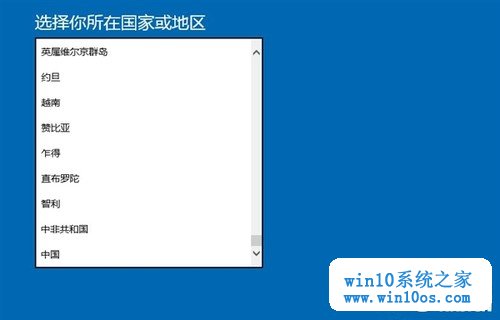 选择你所在国家或地区
英属维尔京群岛
约旦
越南
赞比亚
乍得
直布罗陀
智利
中非共和国
中国
win10系统之家
www.win10os.com